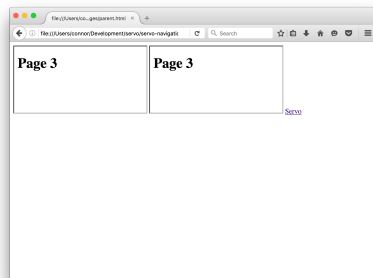 file:///Users/co...ges/parent.html
file:///Users/connor/Development/servo/servo-navigatic
Search
Page 3
Page 3
Servo